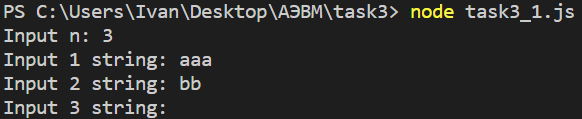 PS C:\Users\Ivan\Desktop\АЭВМ\task3> node task3_1.js
Input n: 3
Input 1 string: aaa
Input 2 string: bb
Input 3 string: